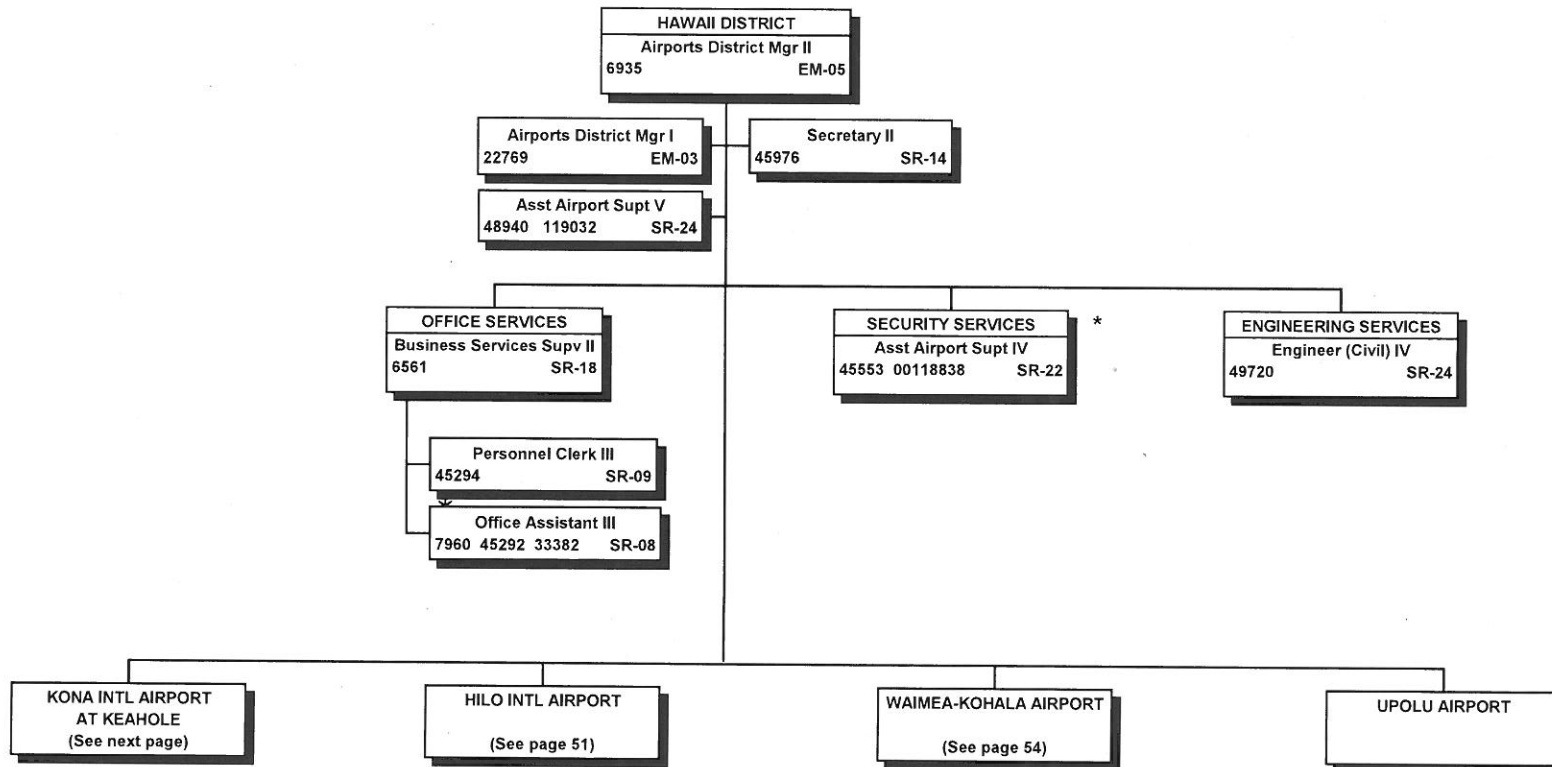 HAWAII DISTRICT
Airports District Mgr II
6935 EM-05
Airports District Mgr I
22769 EM-03
Secretary II
45976 SR-14
Asst Airport Supt V
48940 119032 SR-24
OFFICE SERVICES
Business Services Supv II
6561 SR-18
SECURITY SERVICES
*
Asst Airport Supt IV
45553 00118838 SR-22
ENGINEERING SERVICES
Engineer (Civil) IV
49720 SR-24
Personnel Clerk III
45294 SR-09
*
Office Assistant III
7960 45292 33382 SR-08
KONA INTL AIRPORT
AT KEAHOLE
(See next page)
HILO INTL AIRPORT
(See page 51)
WAIMEA-KOHALA AIRPORT
(See page 54)
UPOLU AIRPORT